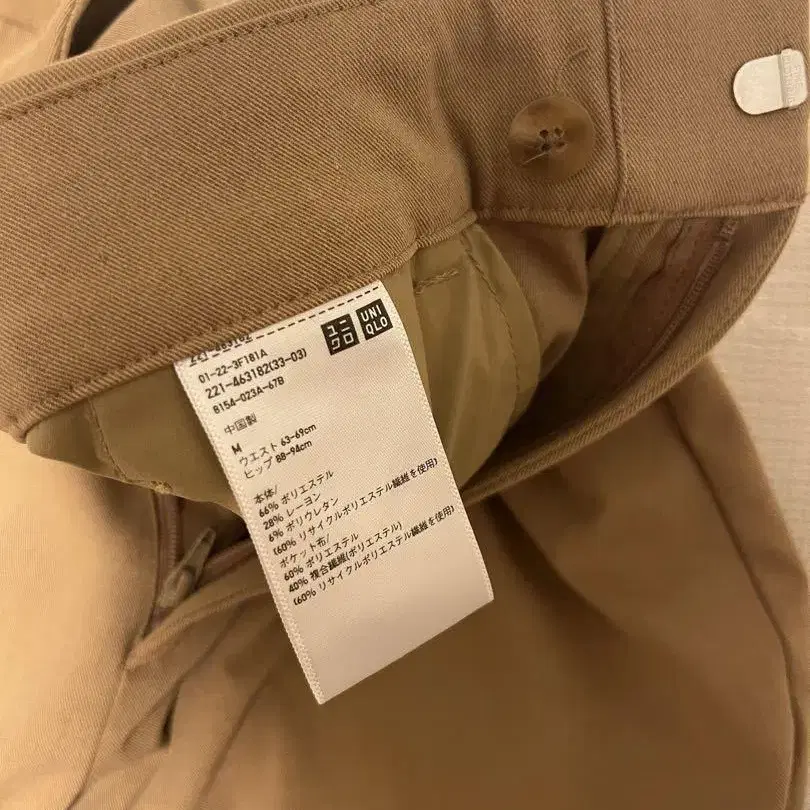 ユニ
クロ
UNI
QLO
221-463182
01-22-3F181A
221-463182(33-03)
8154-023A-67B
中国製
M
ウエスト 63-69cm
ヒップ 88-94cm
本体/
66% ポリエステル
28% レーヨン
6% ポリウレタン
(60% リサイクルポリエステル繊維を使用)
ポケット布/
60% ポリエステル
40% 複合繊維(ポリエステル)
(60% リサイクルポリエステル繊維を使用)